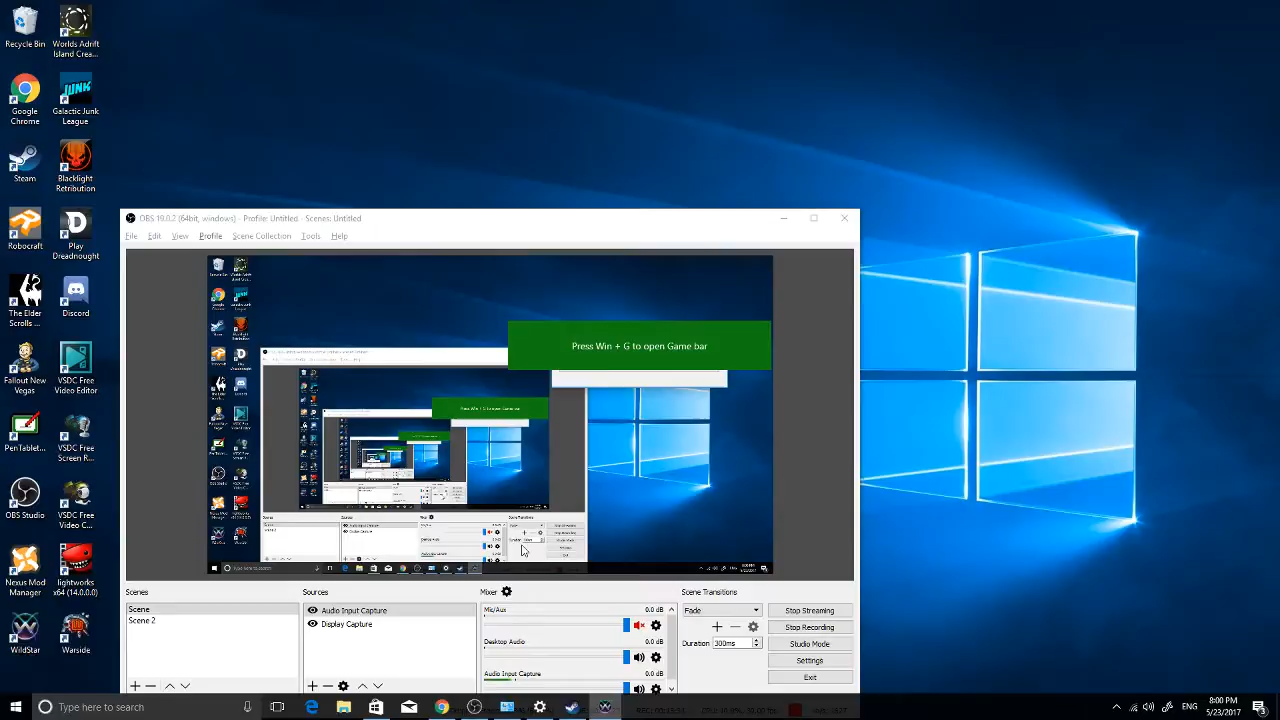 Recycle Bin
Worlds Adrift
Island Crea...
Google
Chrome
Galactic Junk
League
Steam
Blacklight
Retribution
Robocraft
Play
Dreadnought
The Elder
Scrolls ...
Discord
Fallout New
Vegas
VSDC Free
Video Editor
PenTablet...
VSDC Free
Screen R...
OBS Studio
VSDC Free
Video C...
Nexus Mod
Manager
lightworks
x64 (14.0.0.0)
WildStar
Warside
OBS 19.0.2 (64bit, windows) - Profile: Untitled - Scenes: Untitled
File Edit View Profile Scene Collection Tools Help
Press Win + G to open Game bar
Scenes
Scene
Scene 2
Sources
Audio Input Capture
Display Capture
Mixer
Mic/Aux 0.0 dB
Desktop Audio 0.0 dB
Audio Input Capture 0.0 dB
Scene Transitions
Fade
Duration 300ms
Stop Streaming
Stop Recording
Studio Mode
Settings
Exit
Type here to search
ENG
8:00 PM
5/23/2017